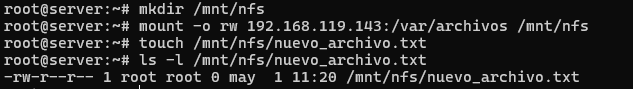 root@server:~# mkdir /mnt/nfs
root@server:~# mount -o rw 192.168.119.143:/var/archivos /mnt/nfs
root@server:~# touch /mnt/nfs/nuevo_archivo.txt
root@server:~# ls -l /mnt/nfs/nuevo_archivo.txt
-rw-r--r-- 1 root root 0 may  1 11:20 /mnt/nfs/nuevo_archivo.txt